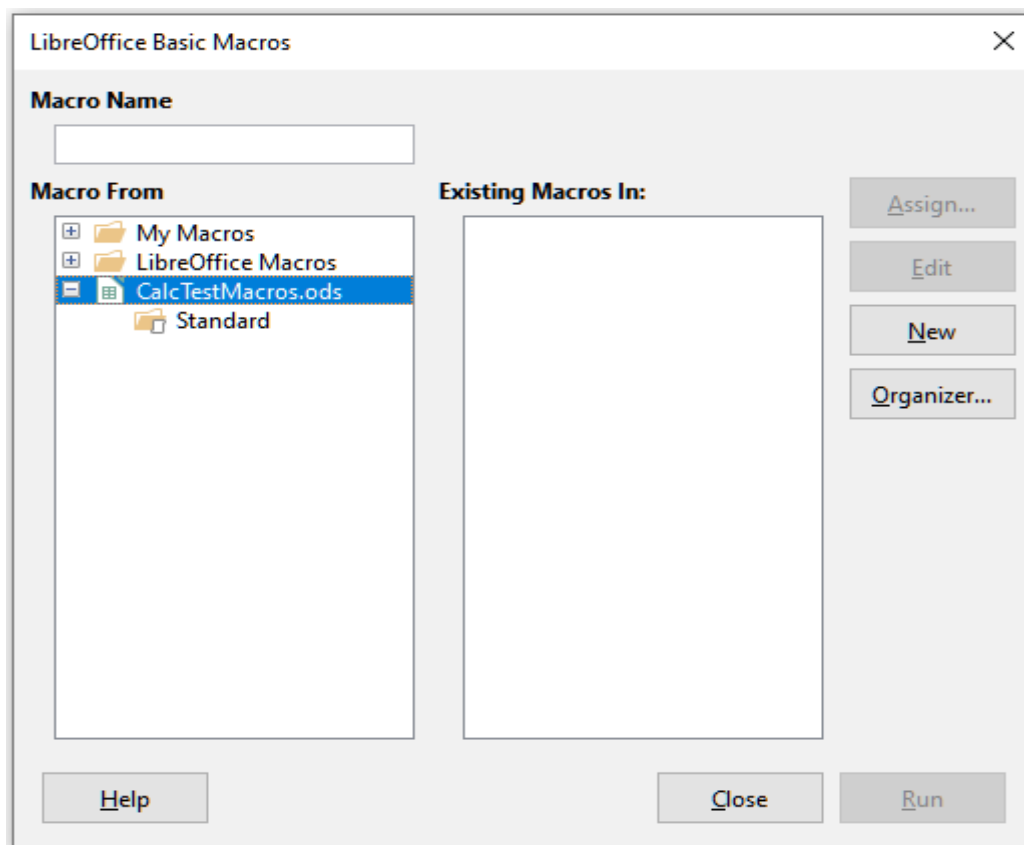 LibreOffice Basic Macros
Macro Name
Macro From
Existing Macros In:
My Macros
LibreOffice Macros
CalcTestMacros.ods
Standard
Assign...
Edit
New
Organizer...
Help
Close
Run